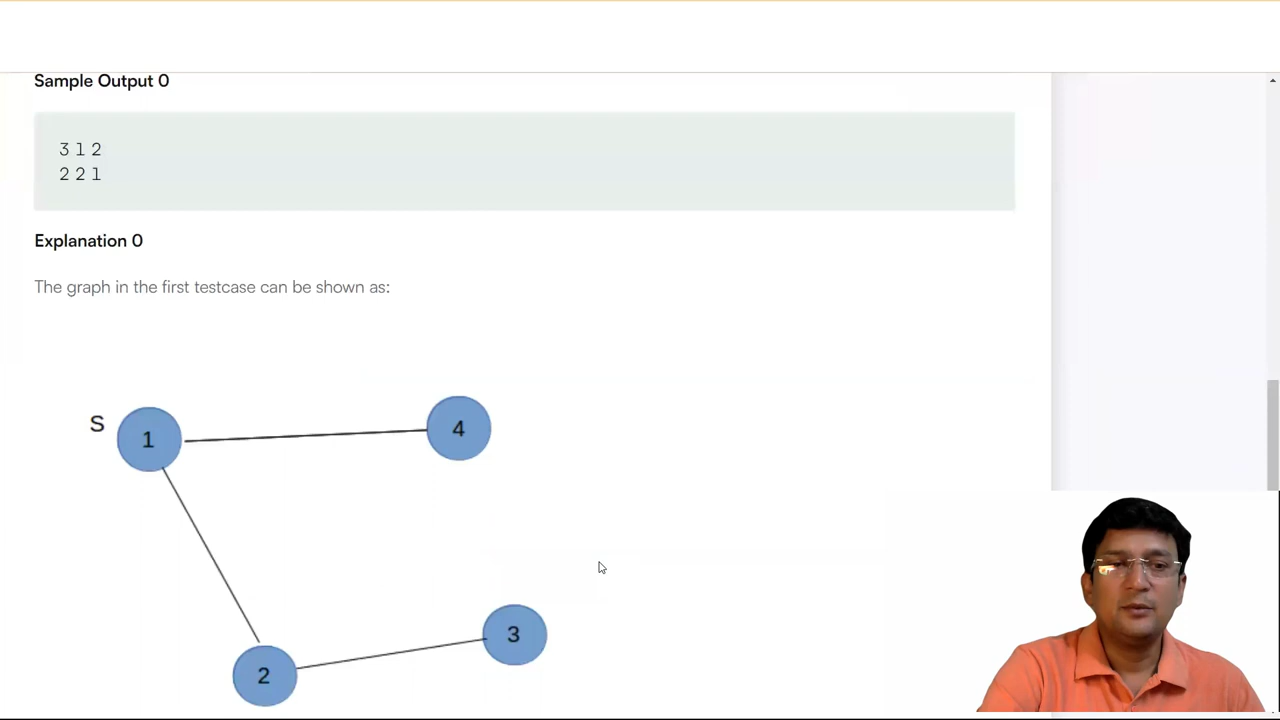 Sample Output 0
3 1 2
2 2 1
Explanation 0
The graph in the first testcase can be shown as:
S
1
4
2
3